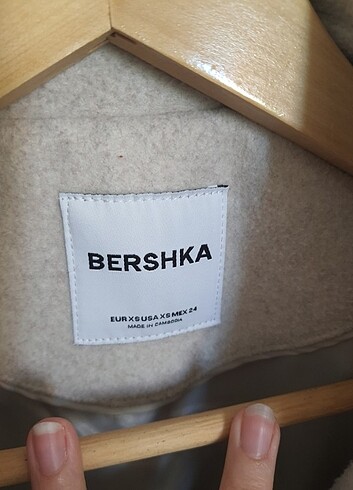 BERSHKA
EUR XS USA XS MEX 24
MADE IN CAMBODIA